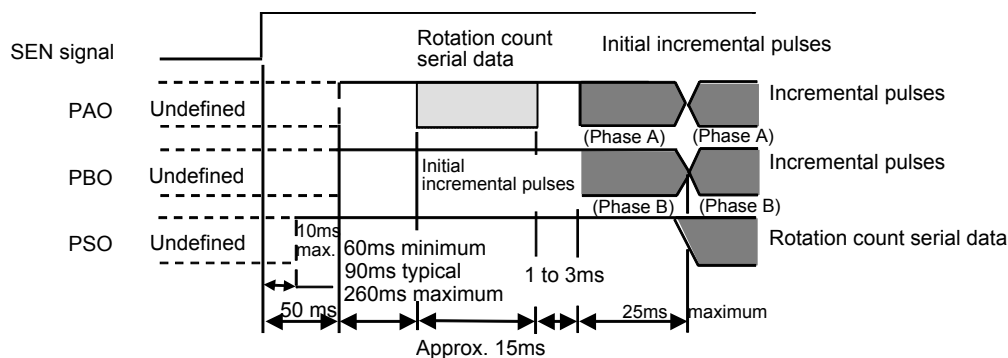 SEN signal
Rotation count
serial data
Initial incremental pulses
PAO
Undefined
Incremental pulses
(Phase A)
(Phase A)
PBO
Undefined
Initial
incremental pulses
Incremental pulses
(Phase B)
(Phase B)
PSO
Undefined
10ms
max.
60ms minimum
90ms typical
260ms maximum
1 to 3ms
Rotation count serial data
50 ms
25ms
maximum
Approx. 15ms